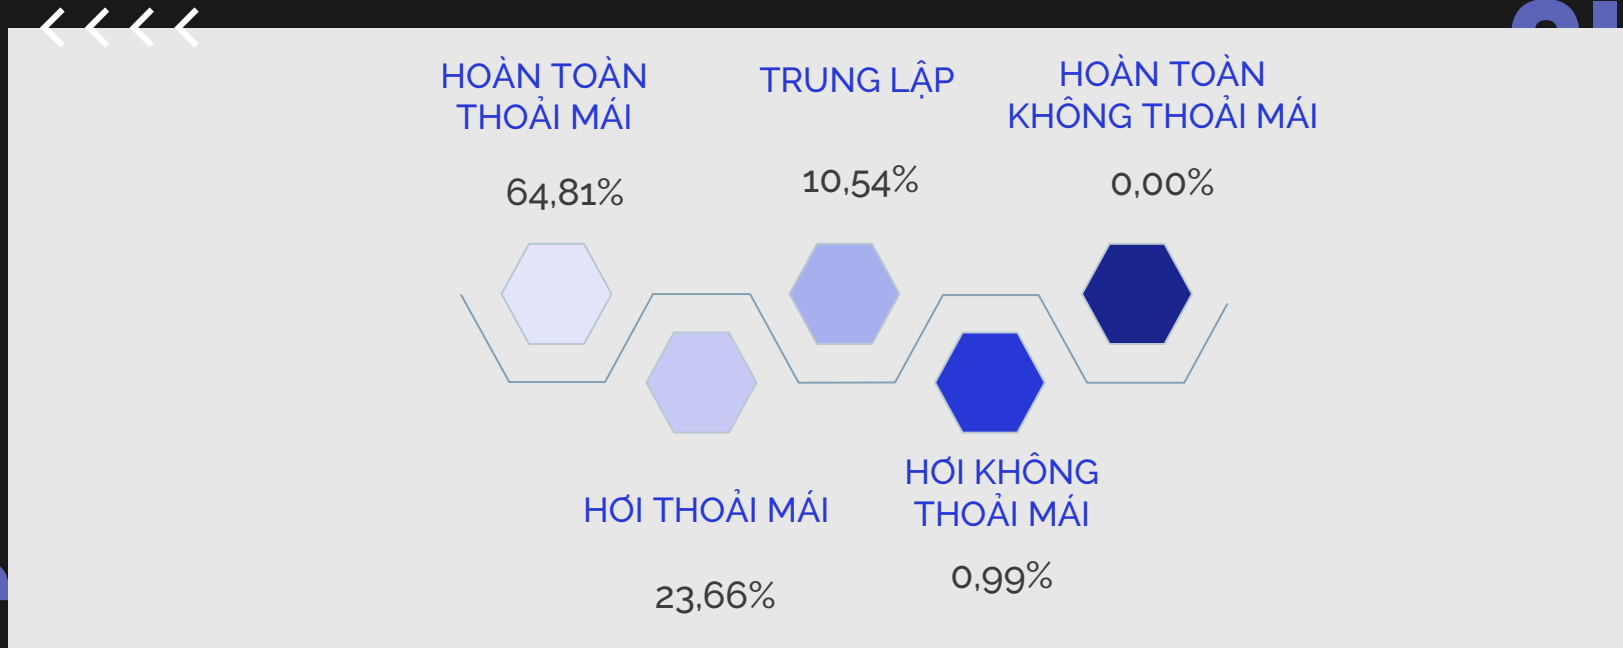 HOÀN TOÀN
THOẢI MÁI
64,81%
HƠI THOẢI MÁI
23,66%
TRUNG LẬP
10,54%
HƠI KHÔNG
THOẢI MÁI
0,99%
HOÀN TOÀN
KHÔNG THOẢI MÁI
0,00%